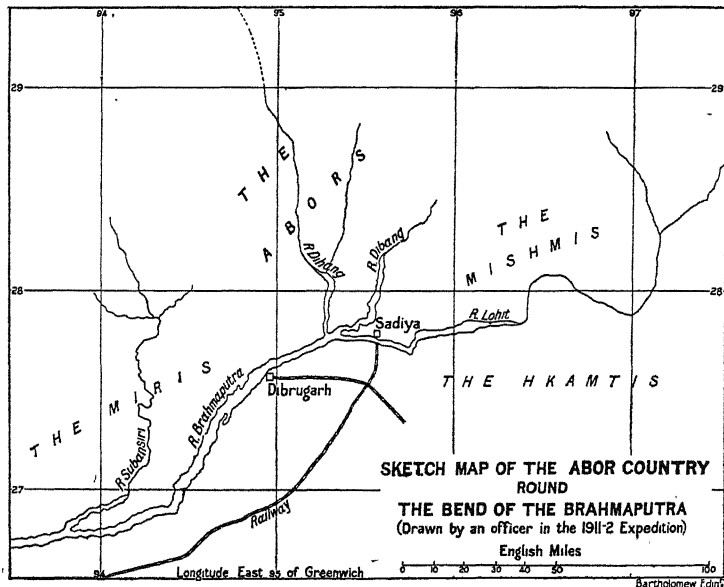 94
95
96
97
29
29
THE
ABORS
THE
MISHMIS
R. Dihang
R. Dibang
28
28
R. Lohit
Sadiya
THE HKAMTIS
Dibrugarh
THE MIRIS
R. Brahmaputra
R. Subansiri
27
27
Railway
SKETCH MAP OF THE ABOR COUNTRY
ROUND
THE BEND OF THE BRAHMAPUTRA
(Drawn by an officer in the 1911-2 Expedition)
English Miles
0 10 20 30 40 50 100
94
Longitude East 95 of Greenwich
Bartholomew Edinr.